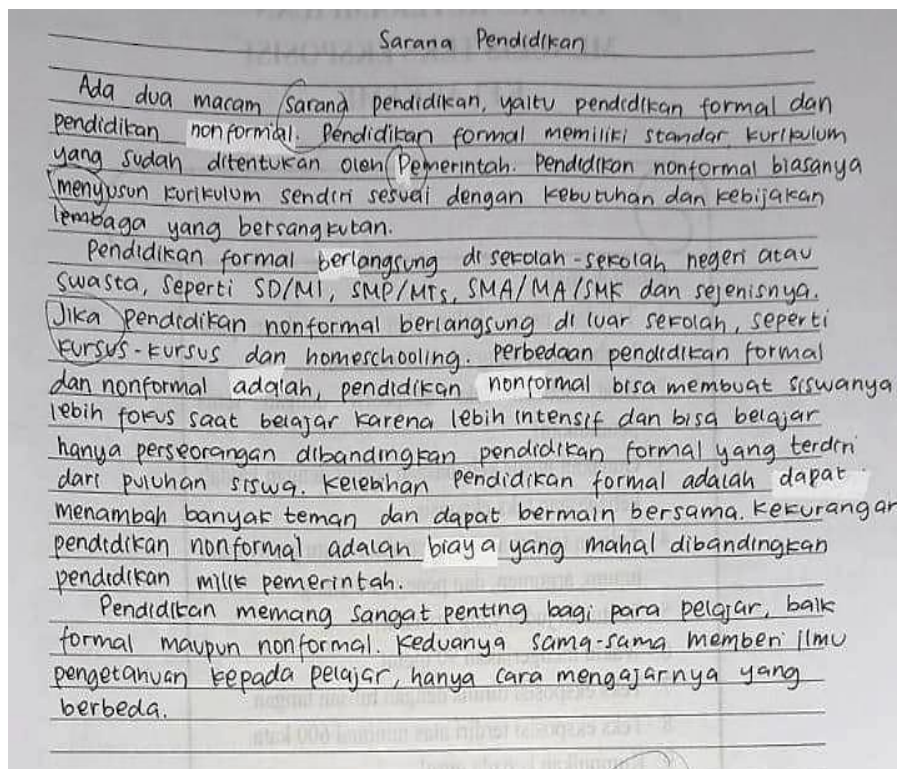 Sarana Pendidikan
Ada dua macam sarana pendidikan, yaitu pendidikan formal dan
pendidikan nonformal. Pendidikan formal memiliki standar kurikulum
yang sudah ditentukan oleh Pemerintah. Pendidikan nonformal biasanya
menyusun kurikulum sendiri sesuai dengan kebutuhan dan kebijakan
lembaga yang bersangkutan.
Pendidikan formal berlangsung di sekolah-sekolah negeri atau
swasta, seperti SD/MI, SMP/MTs, SMA/MA/SMK dan sejenisnya.
Jika pendidikan nonformal berlangsung di luar sekolah, seperti
kursus-kursus dan homeschooling. Perbedaan pendidikan formal
dan nonformal adalah, pendidikan nonformal bisa membuat siswanya
lebih fokus saat belajar karena lebih intensif dan bisa belajar
hanya perseorangan dibandingkan pendidikan formal yang terdiri
dari puluhan siswa. Kelebihan pendidikan formal adalah dapat
menambah banyak teman dan dapat bermain bersama. Kekurangan
pendidikan nonformal adalah biaya yang mahal dibandingkan
pendidikan milik pemerintah.
Pendidikan memang sangat penting bagi para pelajar, baik
formal maupun nonformal. Keduanya sama-sama memberi ilmu
pengetahuan kepada pelajar, hanya cara mengajarnya yang
berbeda.